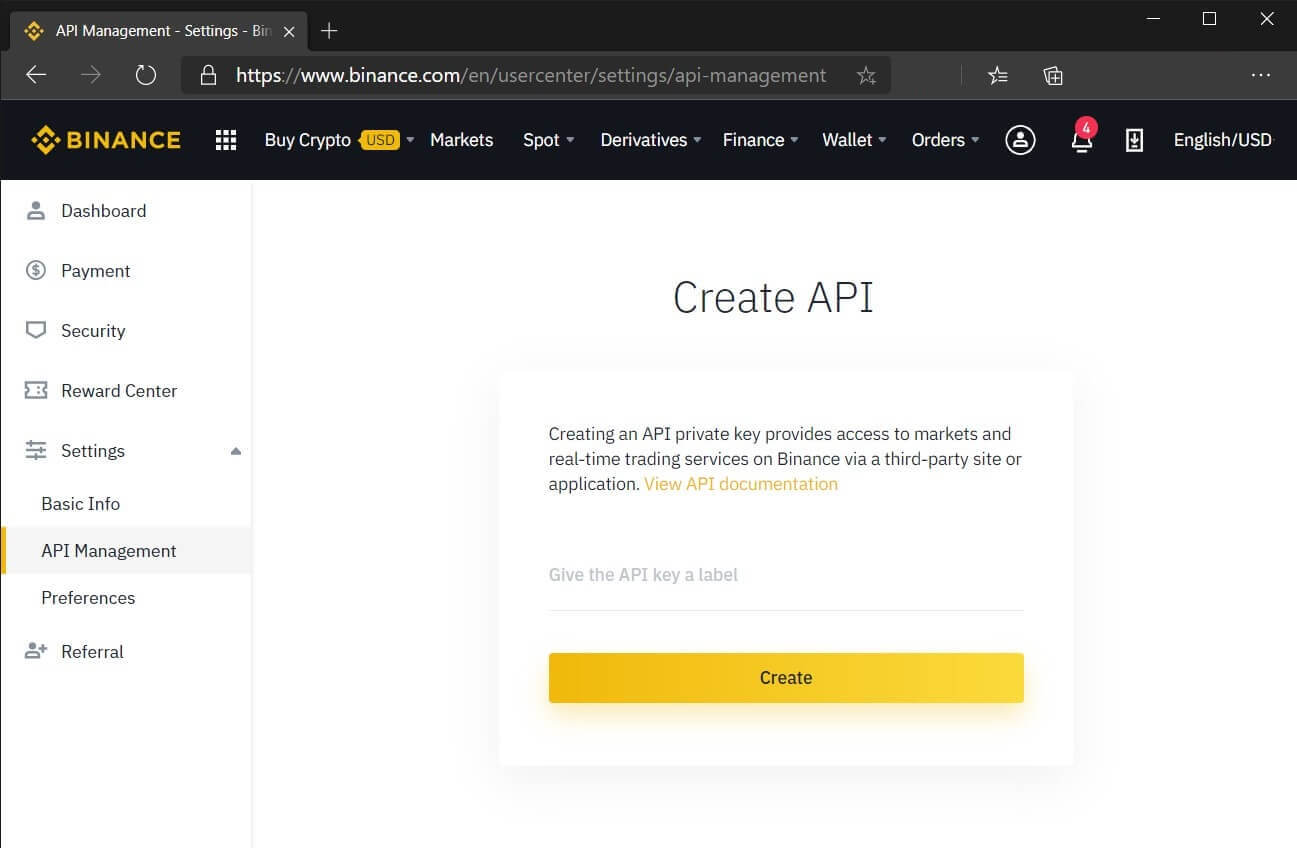 API Management - Settings - Bin
https://www.binance.com/en/usercenter/settings/api-management
BINANCE
Buy Crypto USD Markets Spot Derivatives Finance Wallet Orders 4 English/USD
Dashboard
Payment
Security
Reward Center
Settings
Basic Info
API Management
Preferences
Referral
Create API
Creating an API private key provides access to markets and
real-time trading services on Binance via a third-party site or
application. View API documentation
Give the API key a label
Create